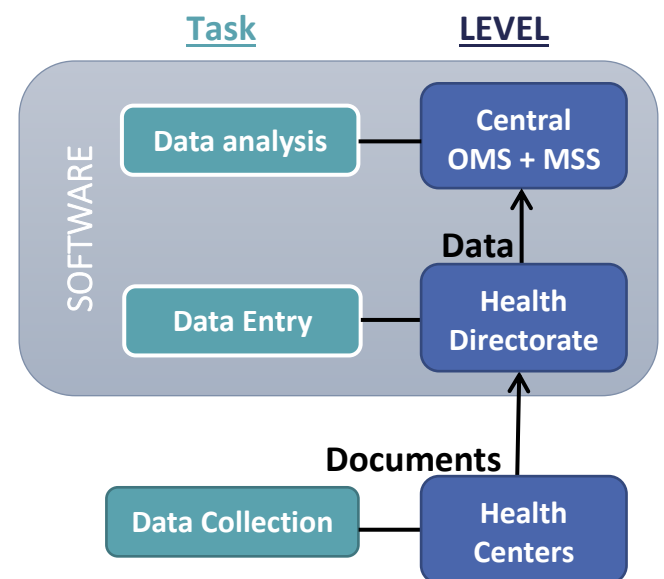 Task
LEVEL
SOFTWARE
Data analysis
Central
OMS + MSS
Data
Data Entry
Health
Directorate
Documents
Data Collection
Health
Centers